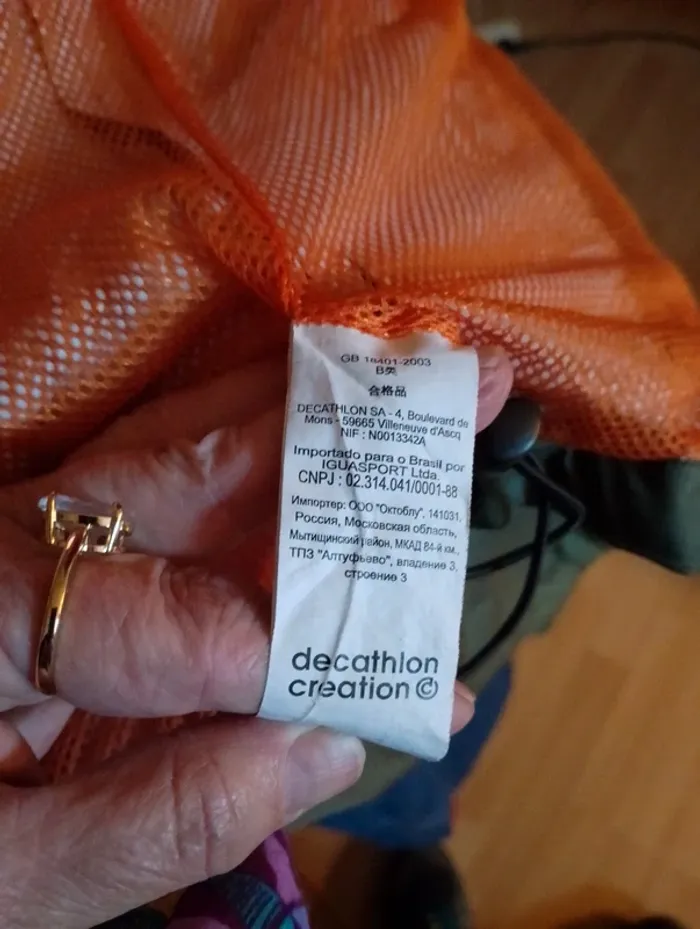 GB 18401-2003
B类
合格品
DECATHLON SA - 4, Boulevard de
Mons - 59665 Villeneuve d'Ascq
NIF : N0013342A
Importado para o Brasil por
IGUASPORT Ltda.
CNPJ : 02.314.041/0001-88
Импортер: ООО "Октоблу", 141031,
Россия, Московская область,
Мытищинский район, МКАД 84-й км.,
ТПЗ "Алтуфьево", владение 3,
строение 3
decathlon
creation ©